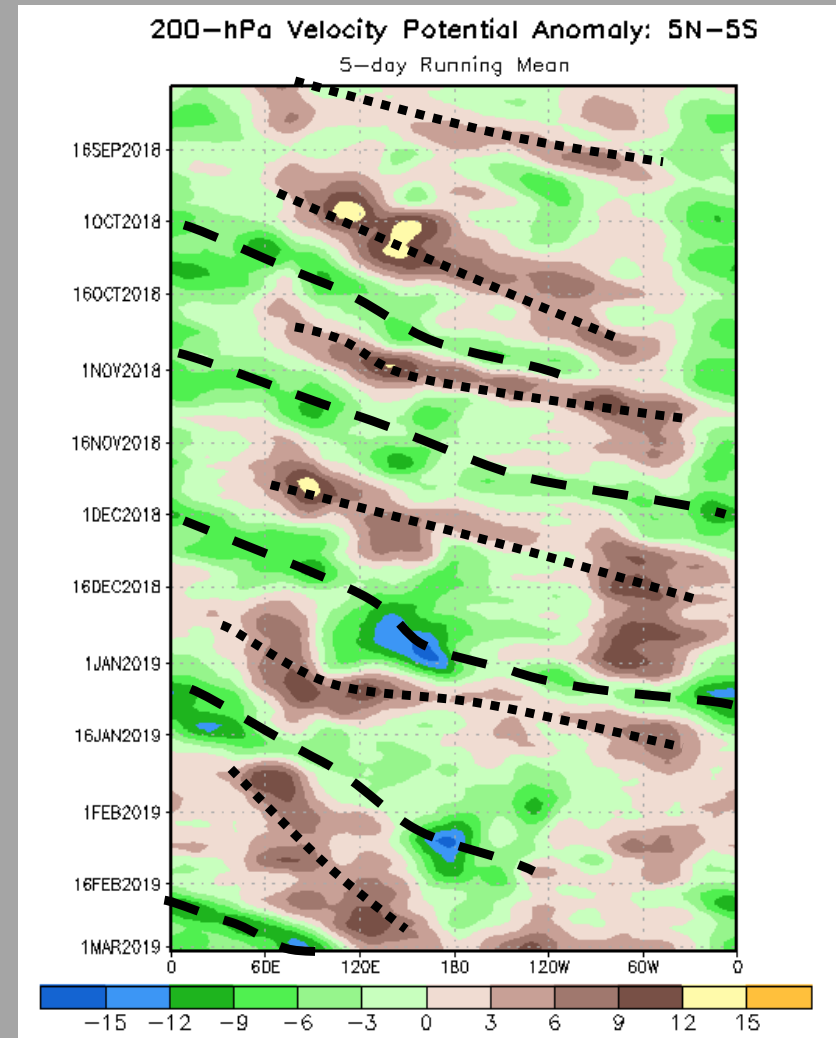 200-hPa Velocity Potential Anomaly: 5N-5S
5-day Running Mean
16SEP2018
1OCT2018
16OCT2018
1NOV2018
16NOV2018
1DEC2018
16DEC2018
1JAN2019
16JAN2019
1FEB2019
16FEB2019
1MAR2019
0 60E 120E 180 120W 60W 0
-15 -12 -9 -6 -3 0 3 6 9 12 15